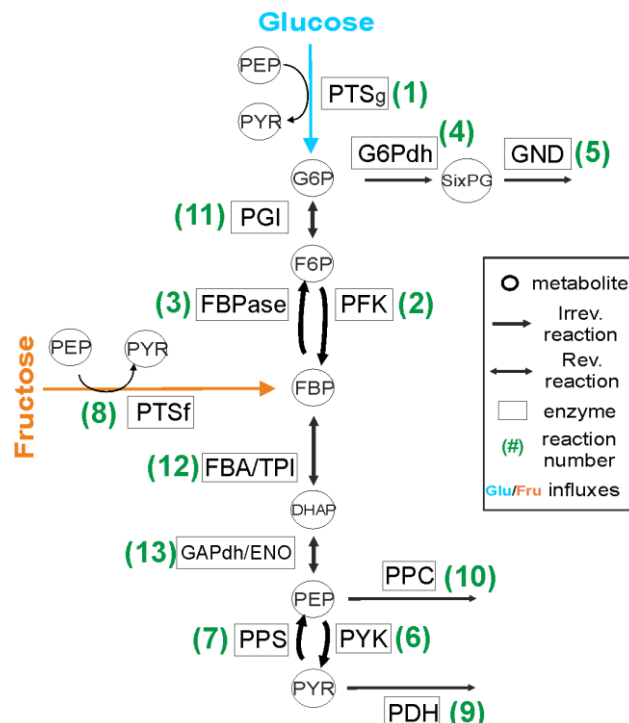 Glucose
PEP
PTSg (1)
PYR
(4)
G6Pdh
GND (5)
G6P
SixPG
(11) PGI
F6P
(3) FBPase
PFK (2)
metabolite
Irrev.
reaction
Rev.
reaction
enzyme
(#) reaction
number
Glu/Fru influxes
Fructose
PEP
PYR
FBP
(8) PTSf
(12) FBA/TPI
DHAP
(13) GAPdh/ENO
PEP
PPC (10)
(7) PPS
PYK (6)
PYR
PDH (9)